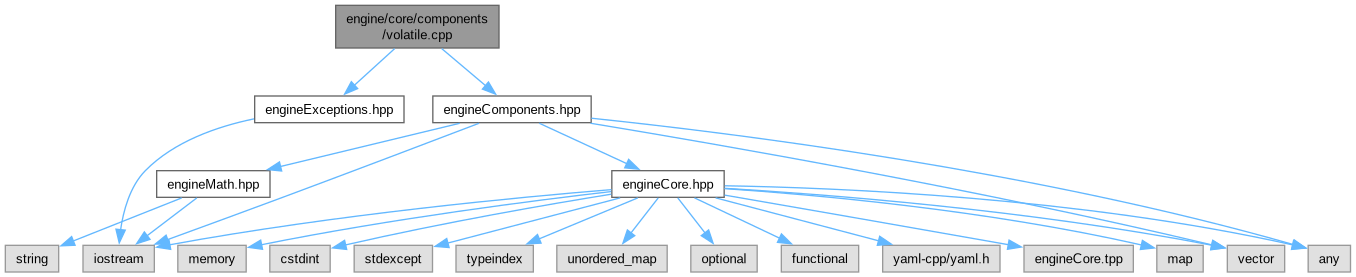 engine/core/components
/volatile.cpp
engineExceptions.hpp
engineComponents.hpp
engineMath.hpp
engineCore.hpp
string
iostream
memory
cstdint
stdexcept
typeindex
unordered_map
optional
functional
yaml-cpp/yaml.h
engineCore.tpp
map
vector
any